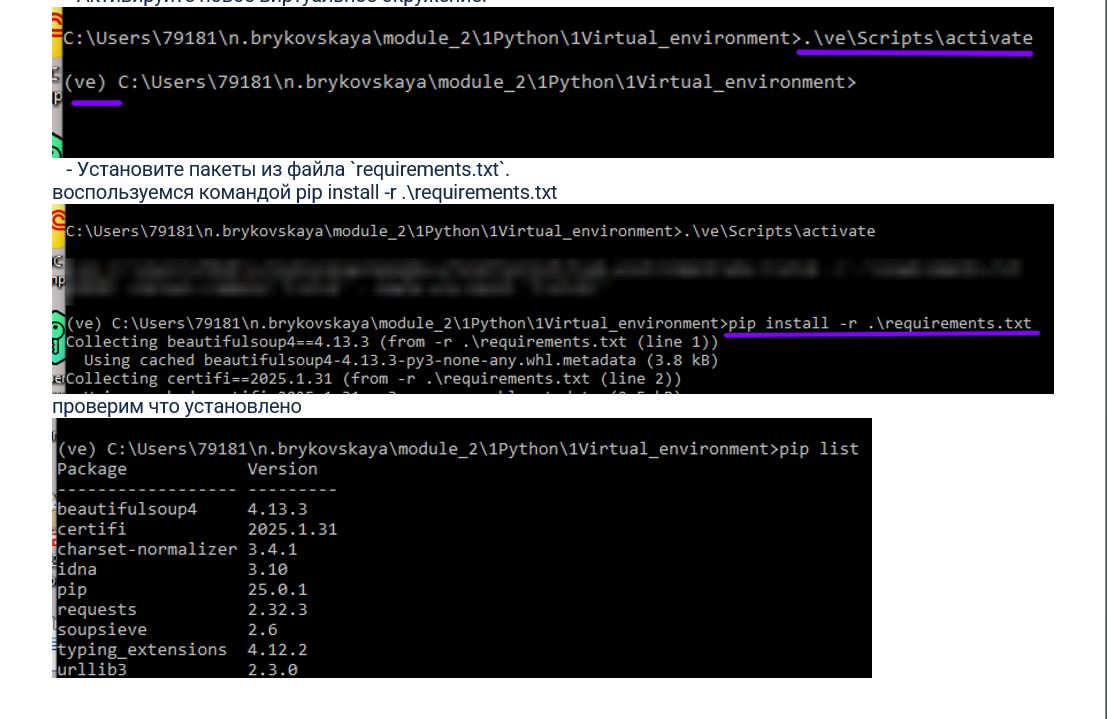 - Активируйте новое виртуальное окружение.
C:\Users\79181\n.brykovskaya\module_2\1Python\1Virtual_environment>.\ve\Scripts\activate
(ve) C:\Users\79181\n.brykovskaya\module_2\1Python\1Virtual_environment>
- Установите пакеты из файла `requirements.txt`.
воспользуемся командой pip install -r .\requirements.txt
C:\Users\79181\n.brykovskaya\module_2\1Python\1Virtual_environment>.\ve\Scripts\activate
(ve) C:\Users\79181\n.brykovskaya\module_2\1Python\1Virtual_environment>pip install -r .\requirements.txt
Collecting beautifulsoup4==4.13.3 (from -r .\requirements.txt (line 1))
Using cached beautifulsoup4-4.13.3-py3-none-any.whl.metadata (3.8 kB)
Collecting certifi==2025.1.31 (from -r .\requirements.txt (line 2))
проверим что установлено
(ve) C:\Users\79181\n.brykovskaya\module_2\1Python\1Virtual_environment>pip list
Package Version
------------------ ---------
beautifulsoup4 4.13.3
certifi 2025.1.31
charset-normalizer 3.4.1
idna 3.10
pip 25.0.1
requests 2.32.3
soupsieve 2.6
typing_extensions 4.12.2
urllib3 2.3.0